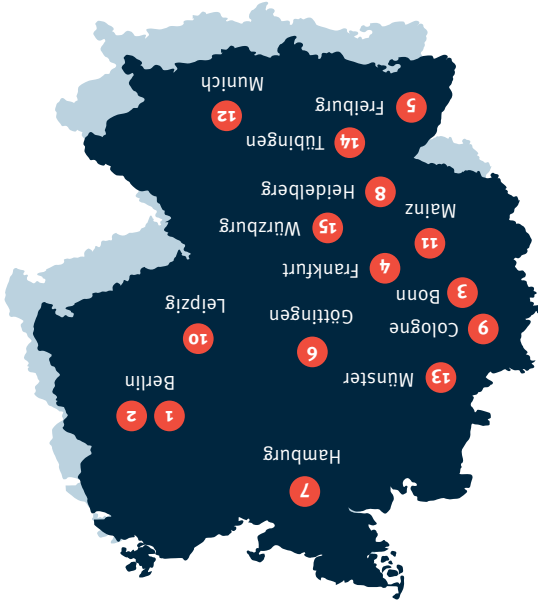 7
Hamburg
1 2
Berlin
13 Münster
6
Göttingen
10
Leipzig
9 Cologne
3 Bonn
4 Frankfurt
11
Mainz
15 Würzburg
8 Heidelberg
14 Tübingen
12
Munich
5 Freiburg